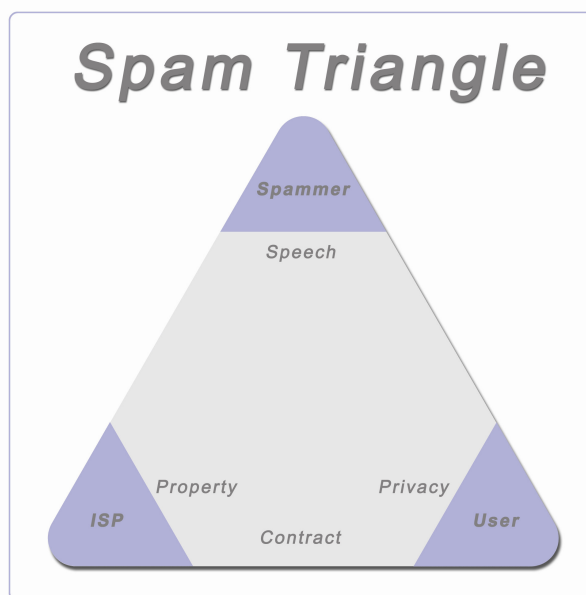 Spam Triangle
Spammer
Speech
Property
Privacy
ISP
User
Contract